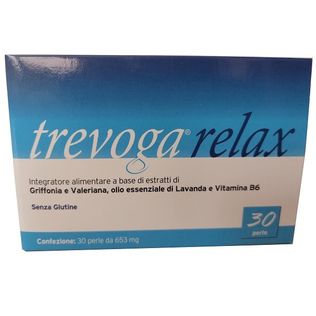 trevoga® relax
Integratore alimentare a base di estratti di
Griffonia e Valeriana, olio essenziale di Lavanda e Vitamina B6
Senza Glutine
30
perle
Confezione: 30 perle da 653 mg